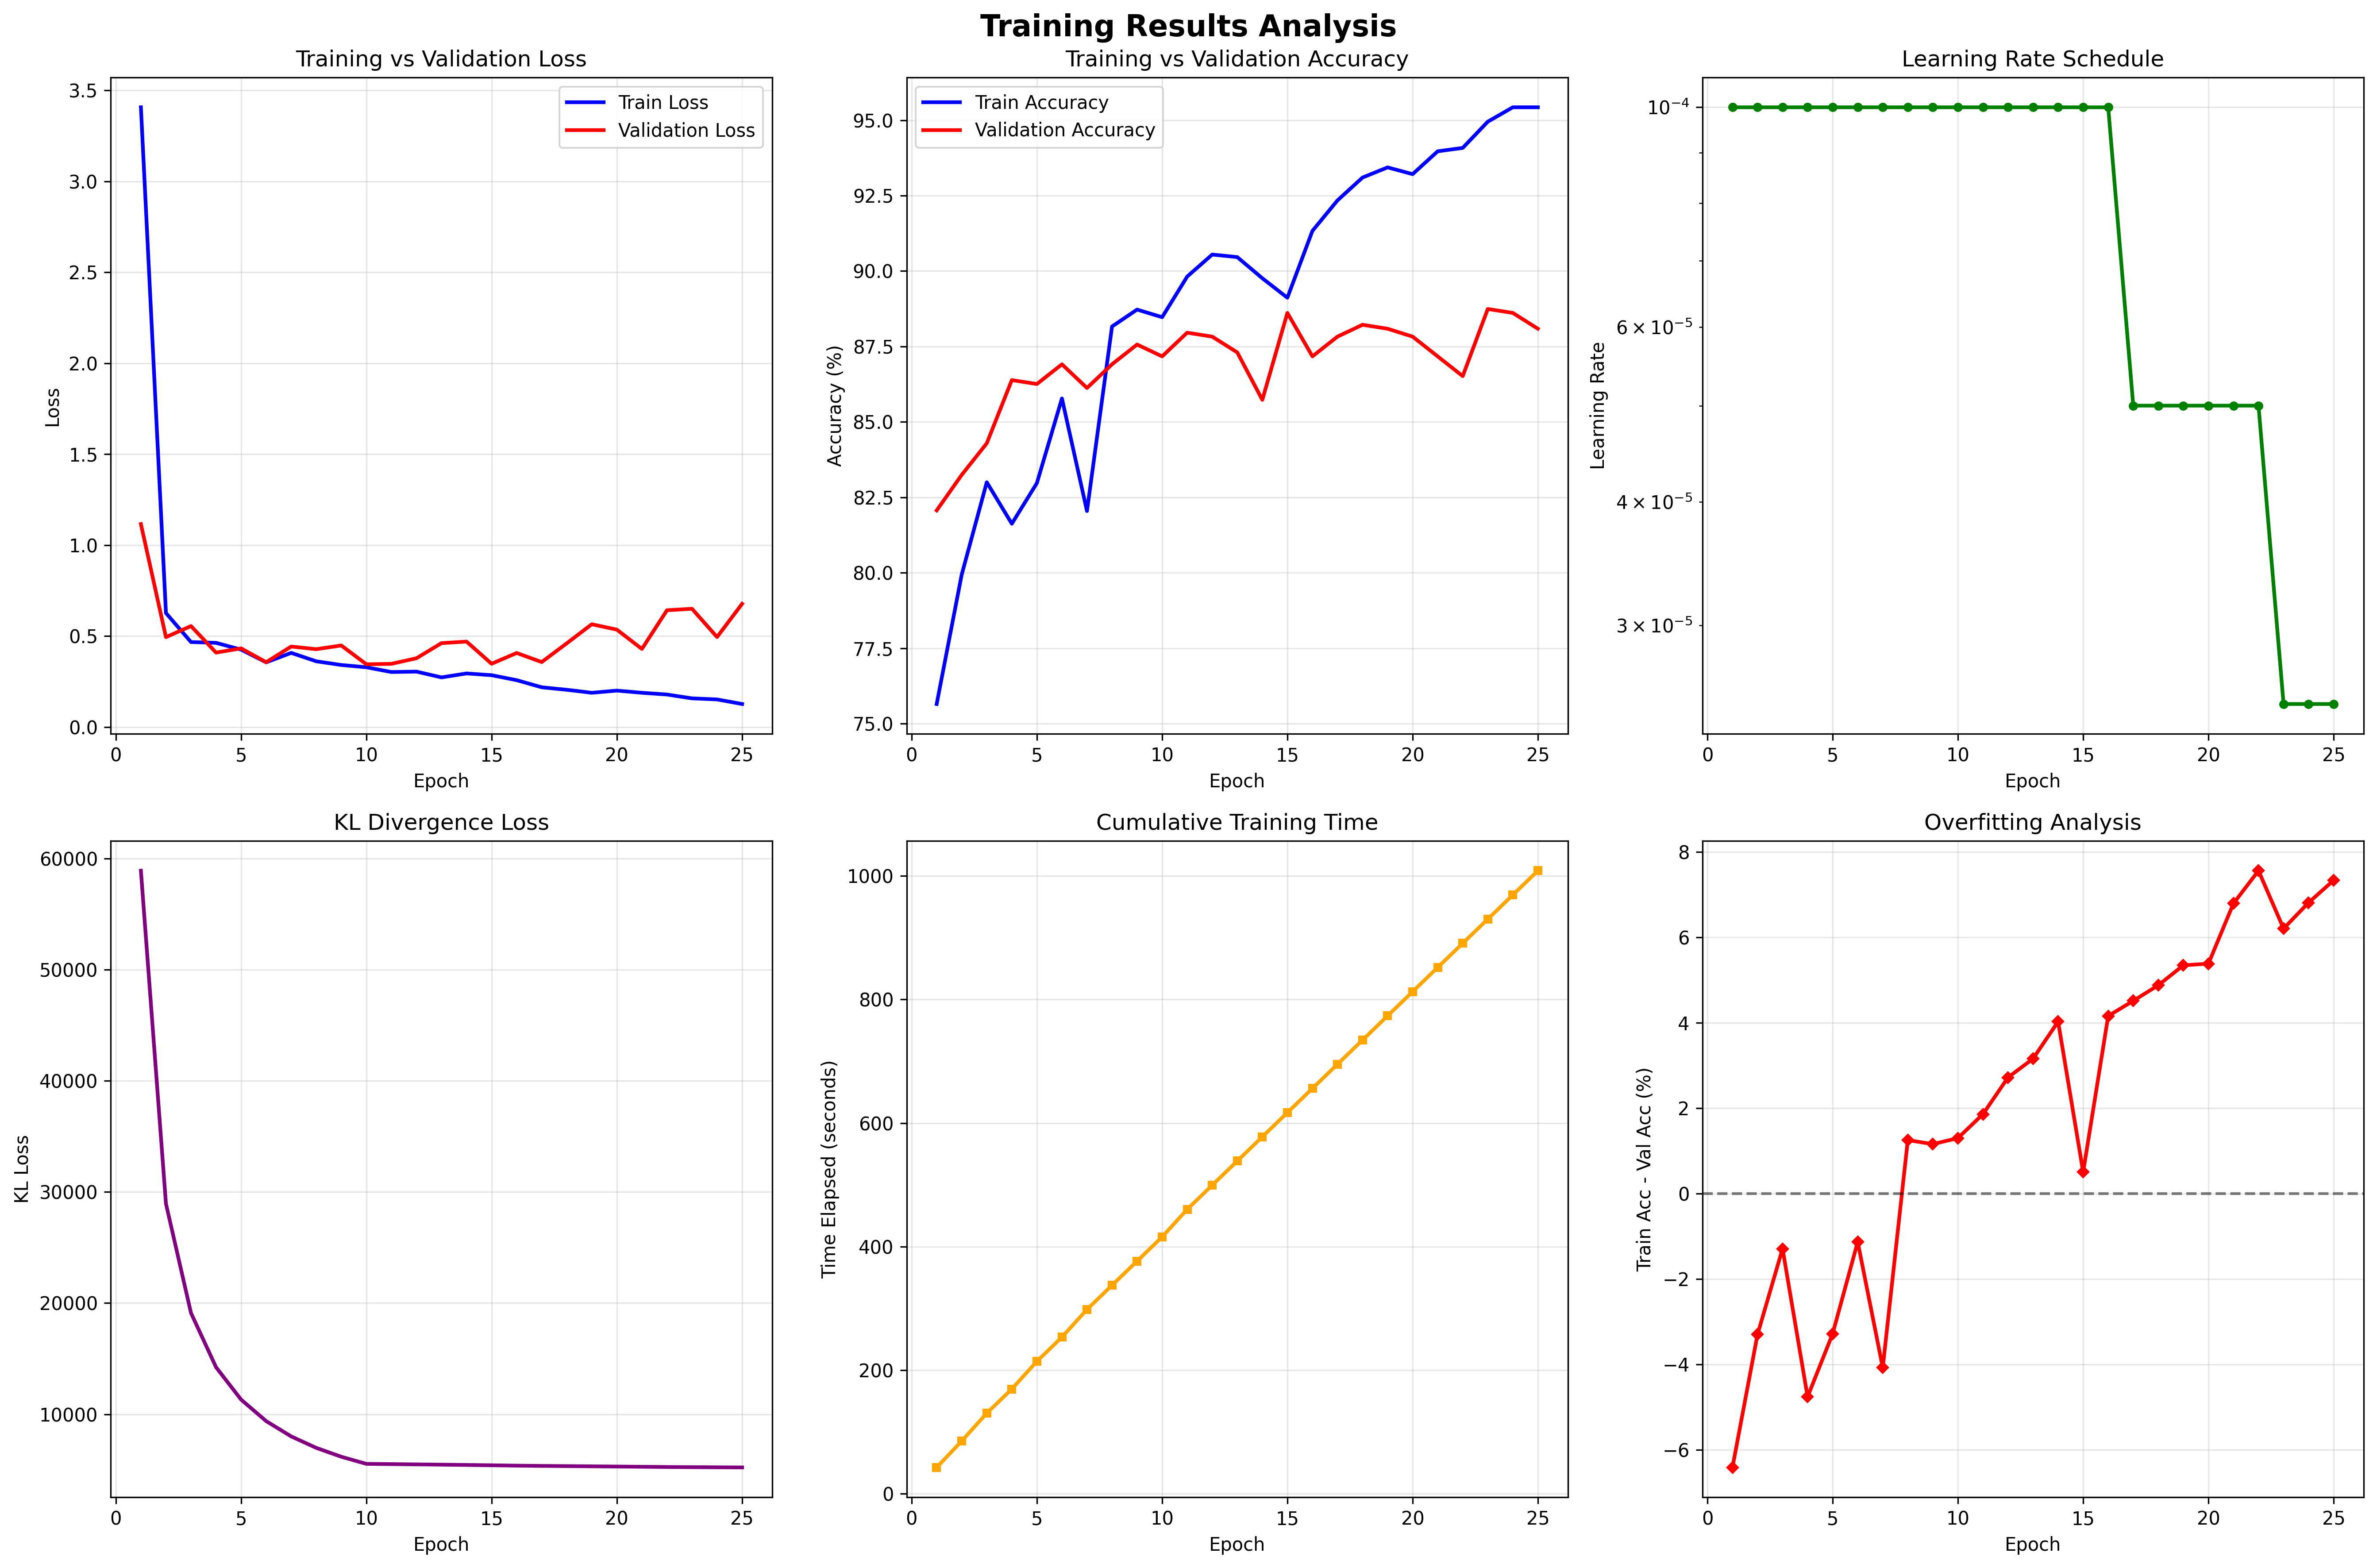 Training Results Analysis
Training vs Validation Loss
Train Loss
Validation Loss
3.5
3.0
2.5
2.0
1.5
1.0
0.5
0.0
Loss
0 5 10 15 20 25
Epoch
Training vs Validation Accuracy
Train Accuracy
Validation Accuracy
95.0
92.5
90.0
87.5
85.0
82.5
80.0
77.5
75.0
Accuracy (%)
0 5 10 15 20 25
Epoch
Learning Rate Schedule
10⁻⁴
6 × 10⁻⁵
4 × 10⁻⁵
3 × 10⁻⁵
Learning Rate
0 5 10 15 20 25
Epoch
KL Divergence Loss
60000
50000
40000
30000
20000
10000
KL Loss
0 5 10 15 20 25
Epoch
Cumulative Training Time
1000
800
600
400
200
0
Time Elapsed (seconds)
0 5 10 15 20 25
Epoch
Overfitting Analysis
8
6
4
2
0
−2
−4
−6
Train Acc - Val Acc (%)
0 5 10 15 20 25
Epoch